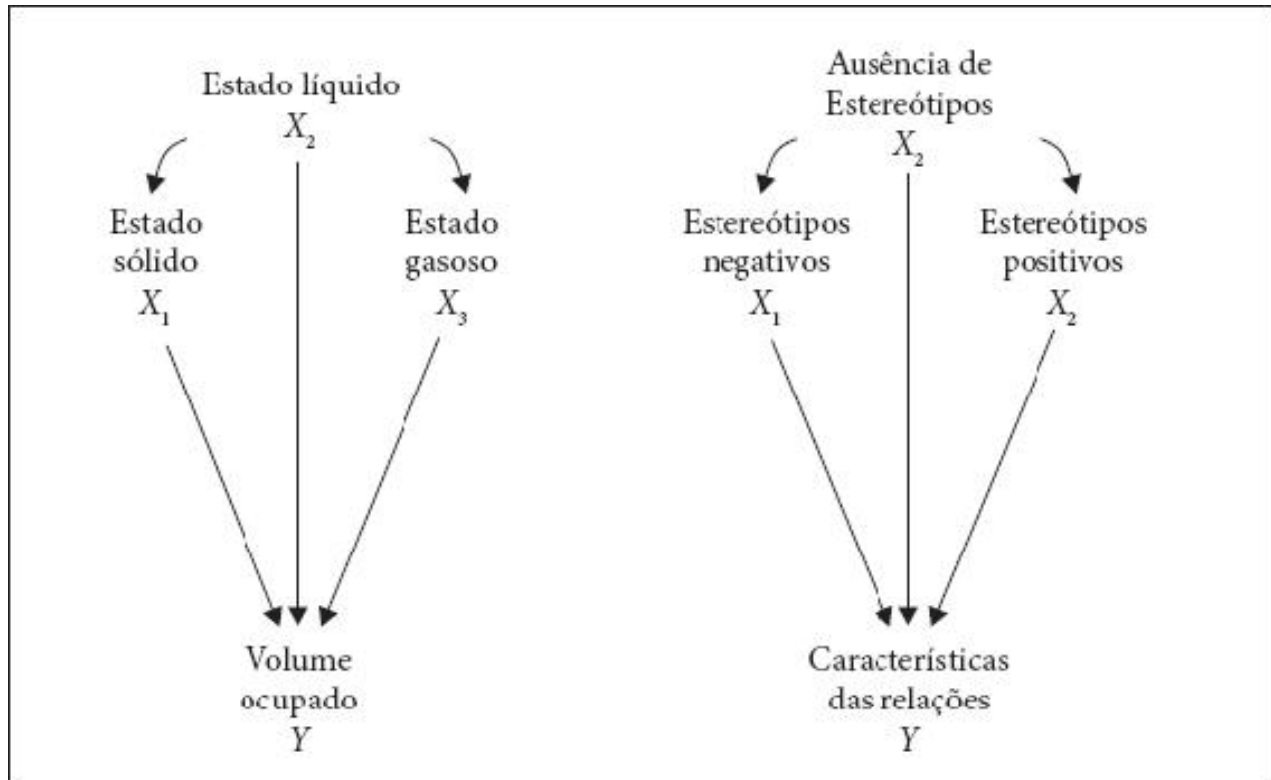 Estado líquido
X₂
Estado
sólido
X₁
Estado
gasoso
X₃
Volume
ocupado
Y
Ausência de
Estereótipos
X₂
Estereótipos
negativos
X₁
Estereótipos
positivos
X₂
Características
das relações
Y